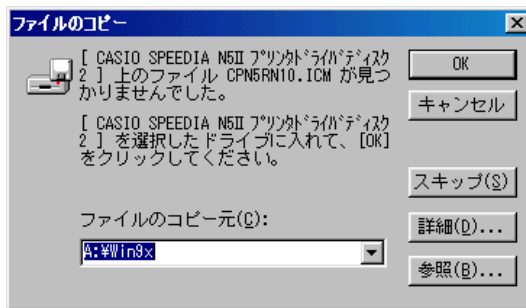 ファイルのコピー
[ CASIO SPEEDIA N5Ⅱ ﾌﾟﾘﾝﾀﾄﾞﾗｲﾊﾞﾃﾞｨｽｸ
2 ] 上のファイル CPN5RN10.ICM が見つ
かりませんでした。
[ CASIO SPEEDIA N5Ⅱ ﾌﾟﾘﾝﾀﾄﾞﾗｲﾊﾞﾃﾞｨｽｸ
2 ] を選択したドライブに入れて、[OK]
をクリックしてください。
ファイルのコピー元(C):
A:¥Win9x
OK
キャンセル
スキップ(S)
詳細(D)...
参照(B)...